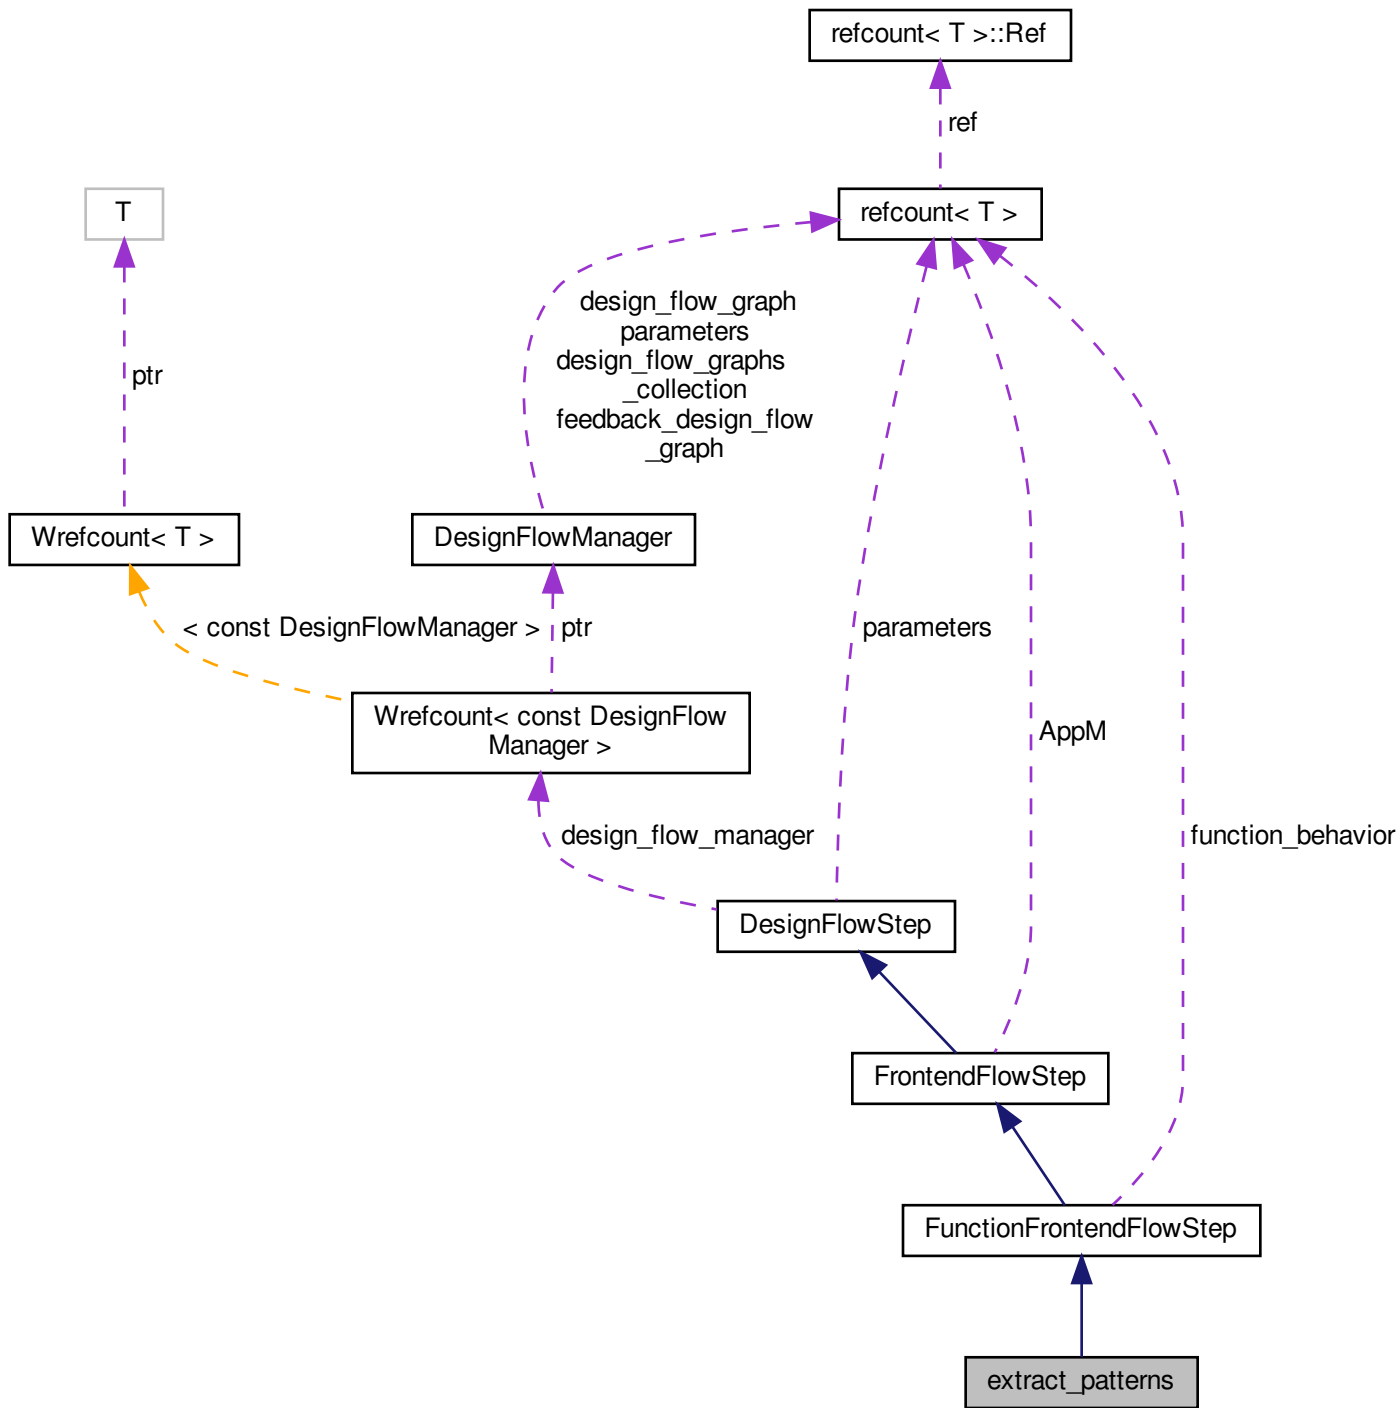 refcount< T >::Ref
ref
T
refcount< T >
design_flow_graph
parameters
design_flow_graphs
_collection
feedback_design_flow
_graph
ptr
Wrefcount< T >
DesignFlowManager
< const DesignFlowManager >
ptr
parameters
Wrefcount< const DesignFlow
Manager >
AppM
design_flow_manager
function_behavior
DesignFlowStep
FrontendFlowStep
FunctionFrontendFlowStep
extract_patterns